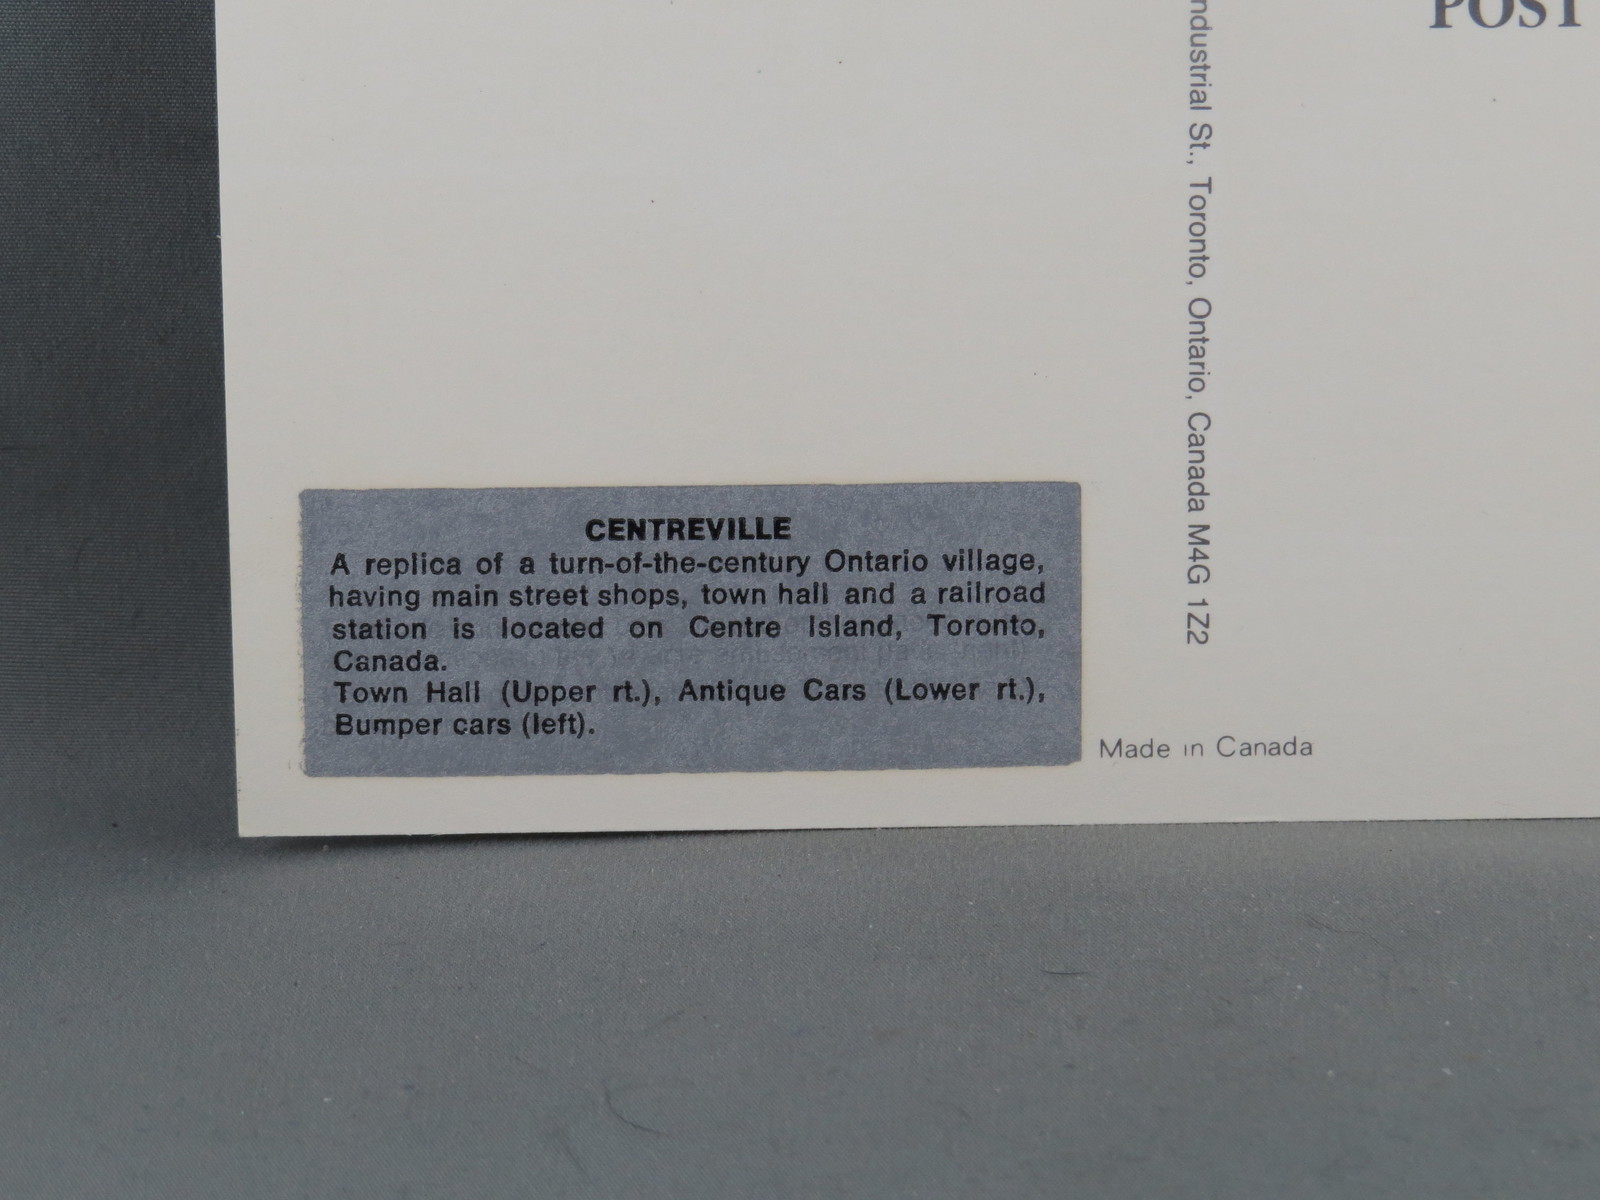 POST
ndustrial St., Toronto, Ontario, Canada M4G 1Z2
CENTREVILLE
A replica of a turn-of-the-century Ontario village,
having main street shops, town hall and a railroad
station is located on Centre Island, Toronto,
Canada.
Town Hall (Upper rt.), Antique Cars (Lower rt.),
Bumper cars (left).
Made in Canada